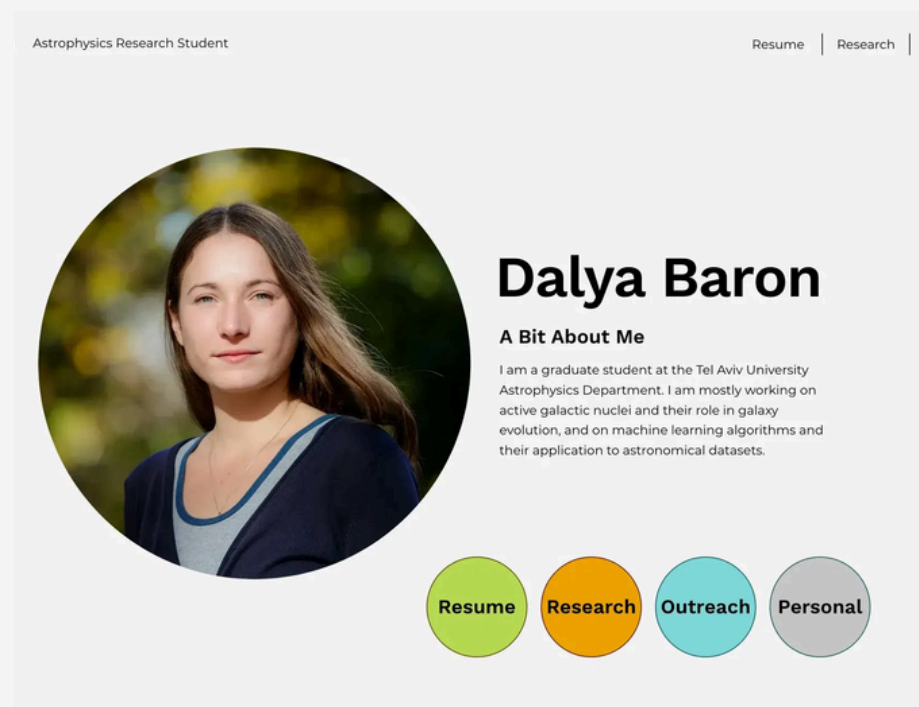 Astrophysics Research Student
Resume
Research
Dalya Baron
A Bit About Me
I am a graduate student at the Tel Aviv University
Astrophysics Department. I am mostly working on
active galactic nuclei and their role in galaxy
evolution, and on machine learning algorithms and
their application to astronomical datasets.
Resume
Research
Outreach
Personal